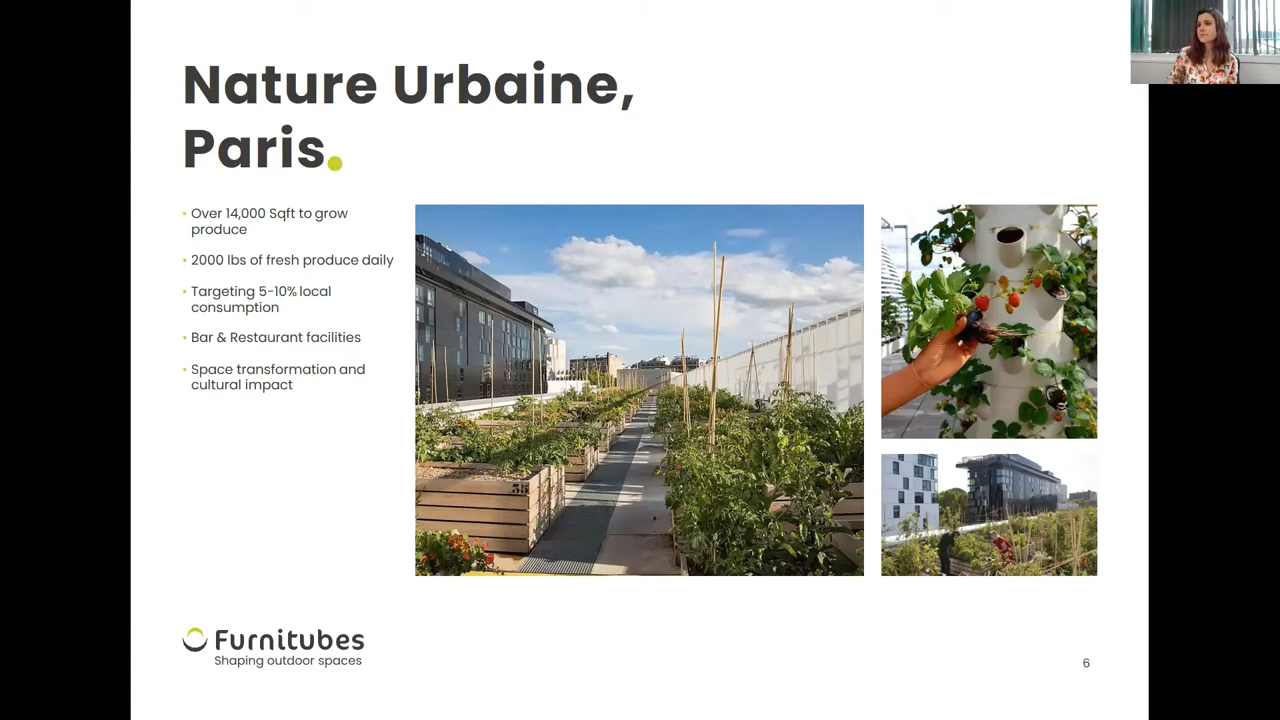 Nature Urbaine,
Paris.
• Over 14,000 Sqft to grow
produce
• 2000 lbs of fresh produce daily
• Targeting 5-10% local
consumption
• Bar & Restaurant facilities
• Space transformation and
cultural impact
35
Furnitubes
Shaping outdoor spaces
6